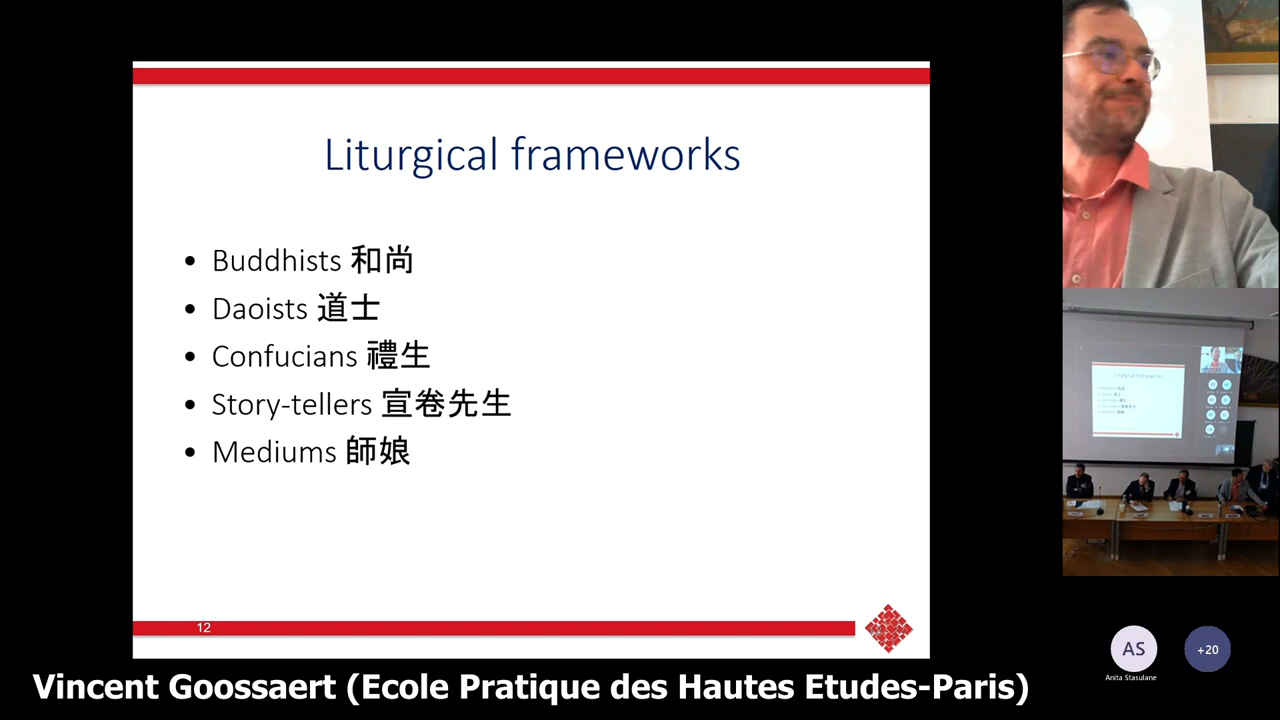 Liturgical frameworks
• Buddhists 和尚
• Daoists 道士
• Confucians 禮生
• Story-tellers 宣卷先生
• Mediums 師娘
12
Vincent Goossaert (Ecole Pratique des Hautes Etudes-Paris)
AS
+20
Anita Stasulane